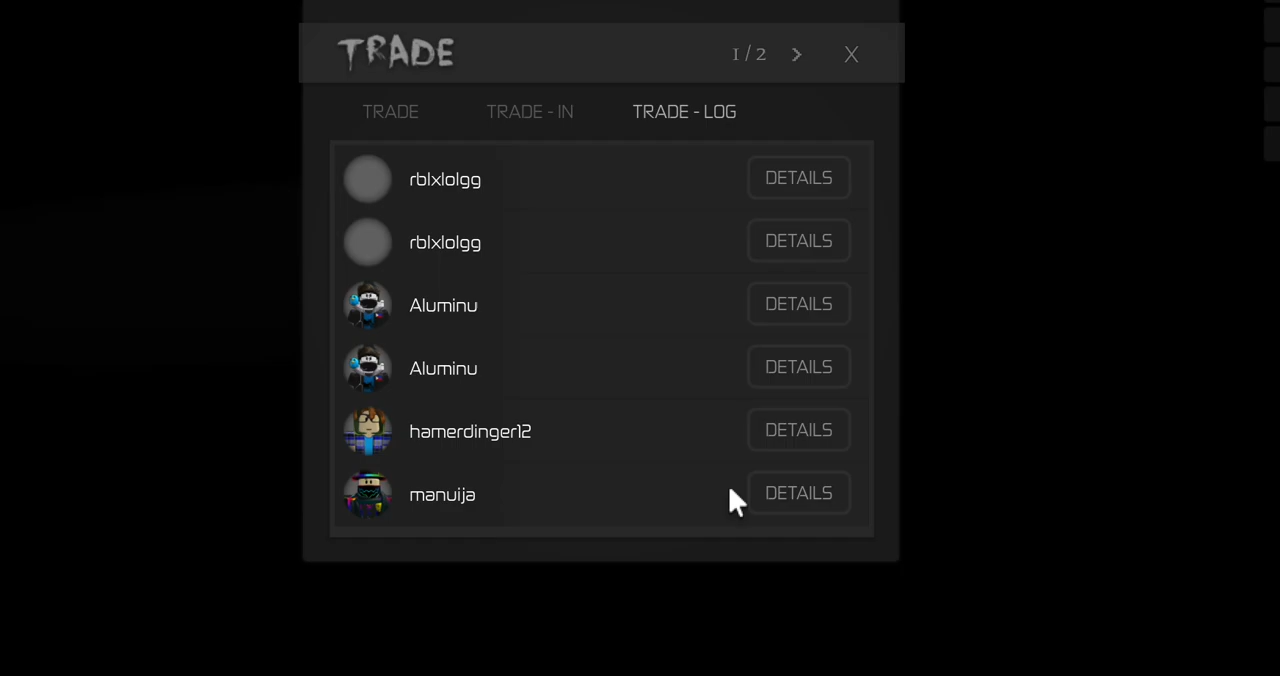 TRADE
1 / 2 > X
TRADE TRADE - IN TRADE - LOG
rblxlolgg DETAILS
rblxlolgg DETAILS
Aluminu DETAILS
Aluminu DETAILS
hamerdinger12 DETAILS
manuija DETAILS